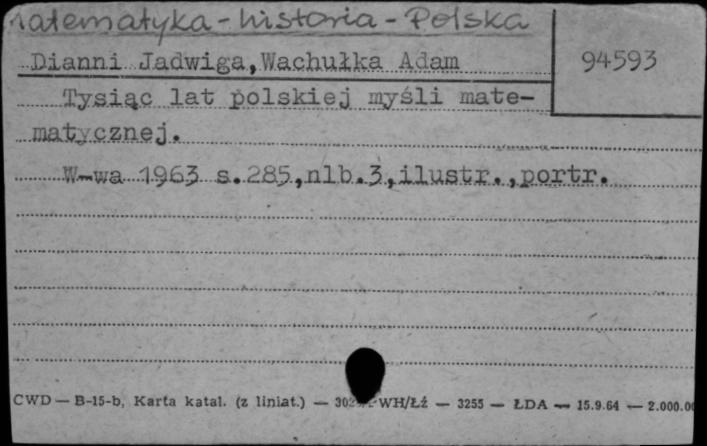 Matematyka - historia - Polska
94593
Dianni Jadwiga, Wachułka Adam
Tysiąc lat polskiej myśli mate-
matycznej.
W-wa 1963 s.285,nlb.3,ilustr.,portr.
CWD — B-15-b, Karta katal. (z liniat.) — WH/Łź — 3255 — ŁDA — 15.9.64 — 2.000.00